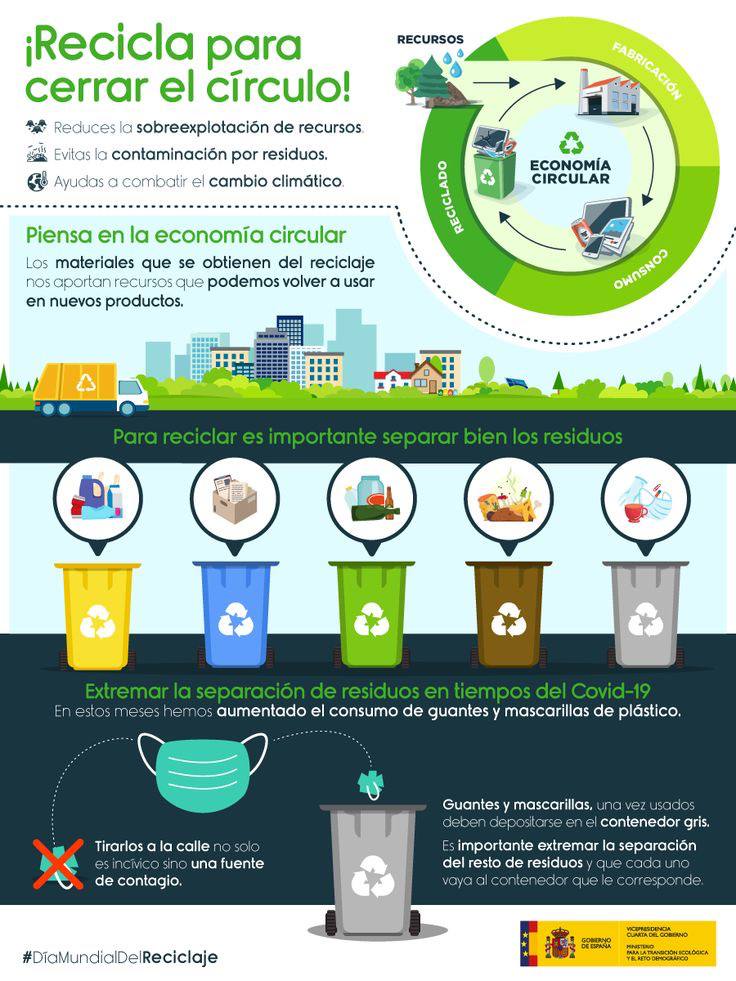 ¡Recicla para
cerrar el círculo!
Reduces la sobreexplotación de recursos.
Evitas la contaminación por residuos.
Ayudas a combatir el cambio climático.
RECURSOS
FABRICACIÓN
ECONOMÍA
CIRCULAR
RECICLADO
CONSUMO
Piensa en la economía circular
Los materiales que se obtienen del reciclaje
nos aportan recursos que podemos volver a usar
en nuevos productos.
Para reciclar es importante separar bien los residuos
Extremar la separación de residuos en tiempos del Covid-19
En estos meses hemos aumentado el consumo de guantes y mascarillas de plástico.
Tirarlos a la calle no solo
es incívico sino una fuente
de contagio.
Guantes y mascarillas, una vez usados
deben depositarse en el contenedor gris.
Es importante extremar la separación
del resto de residuos y que cada uno
vaya al contenedor que le corresponde.
#DíaMundialDelReciclaje
GOBIERNO
DE ESPAÑA
VICEPRESIDENCIA
CUARTA DEL GOBIERNO
MINISTERIO
PARA LA TRANSICIÓN ECOLÓGICA
Y EL RETO DEMOGRÁFICO